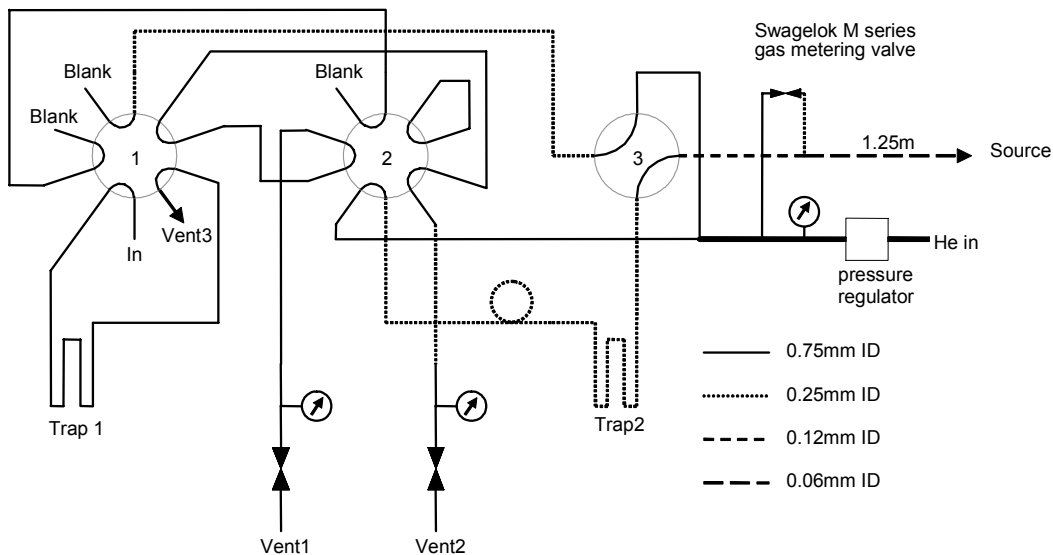 Swagelok M series
gas metering valve
Blank
Blank
Blank
1
2
3
1.25m
Source
Vent3
In
He in
pressure
regulator
0.75mm ID
0.25mm ID
0.12mm ID
0.06mm ID
Trap 1
Trap2
Vent1
Vent2